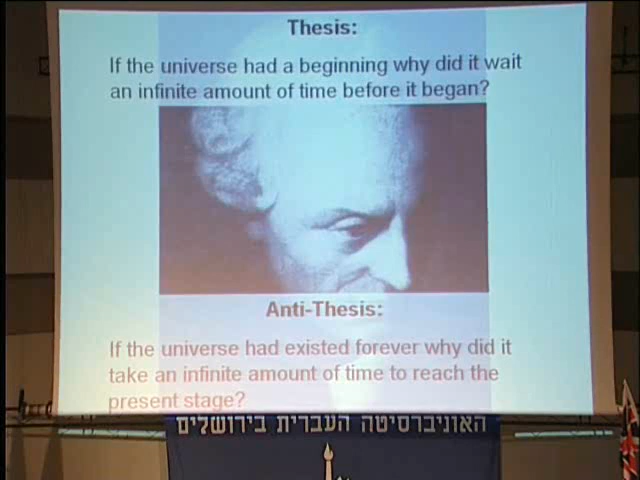 Thesis:
If the universe had a beginning why did it wait
an infinite amount of time before it began?
Anti-Thesis:
If the universe had existed forever why did it
take an infinite amount of time to reach the
present stage?
האוניברסיטה העברית בירושלים